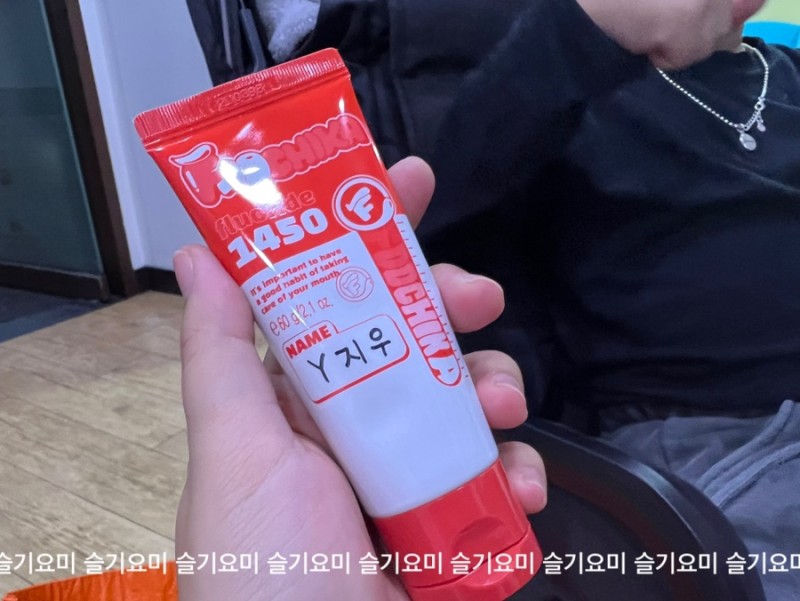 FOOCHIKA
fluoride
1450
F
It's important to have
a good habit of taking
care of your mouth.
F
℮60 g/2.1 oz
NAME
Y 지우
FOOCHIKA
슬기요미 슬기요미 슬기요미 슬기요미 슬기요미 슬기요미 슬기요미 슬기요미 슬기요미